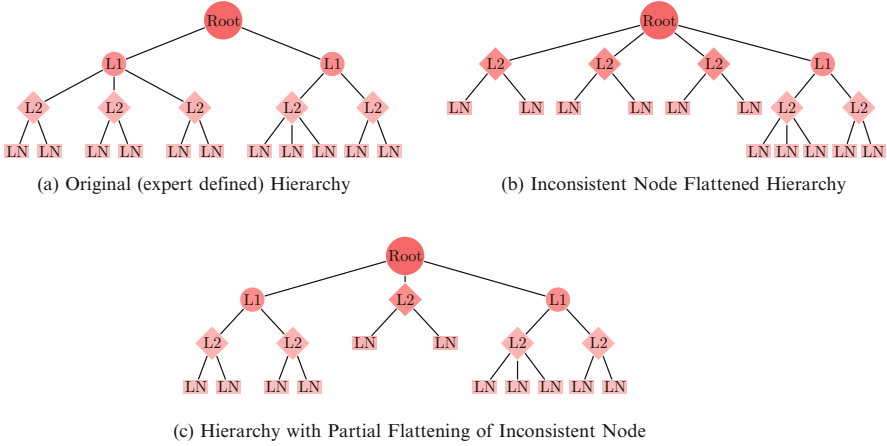 Root
L1 L1
L2 L2 L2 L2 L2
LN LN LN LN LN LN LN LN LN LN LN
(a) Original (expert defined) Hierarchy
Root
L2 L2 L2 L1
LN LN LN LN LN LN L2 L2
LN LN LN LN LN
(b) Inconsistent Node Flattened Hierarchy
Root
L1 L2 L1
L2 L2 LN LN L2 L2
LN LN LN LN LN LN LN LN LN
(c) Hierarchy with Partial Flattening of Inconsistent Node